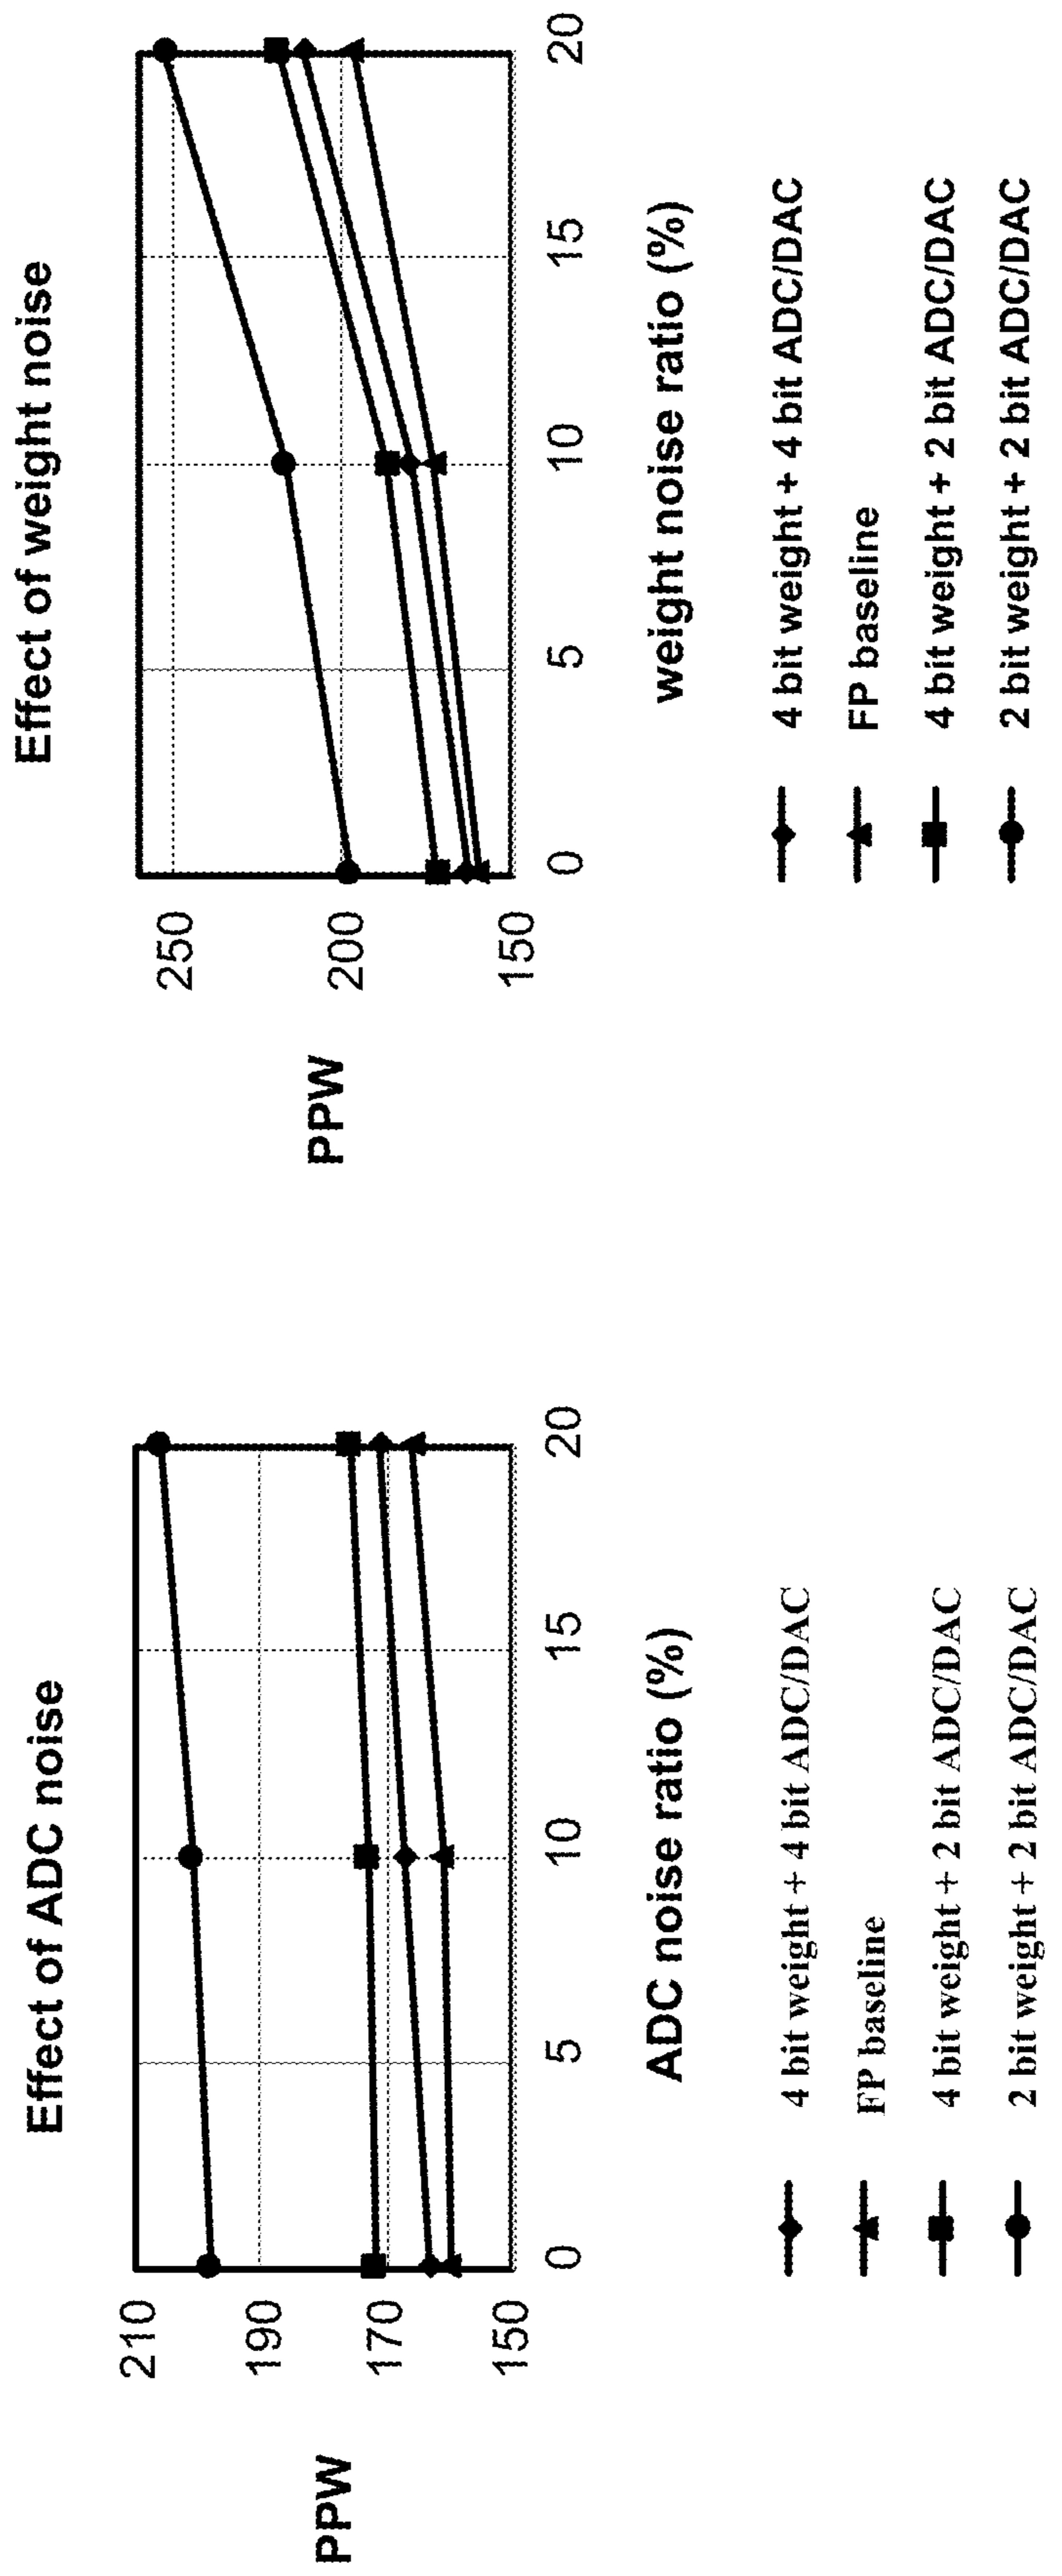 Effect of ADC noise
PPW
210
190
170
150
0 5 10 15 20
ADC noise ratio (%)
4 bit weight + 4 bit ADC/DAC
FP baseline
4 bit weight + 2 bit ADC/DAC
2 bit weight + 2 bit ADC/DAC
Effect of weight noise
PPW
250
200
150
0 5 10 15 20
weight noise ratio (%)
4 bit weight + 4 bit ADC/DAC
FP baseline
4 bit weight + 2 bit ADC/DAC
2 bit weight + 2 bit ADC/DAC